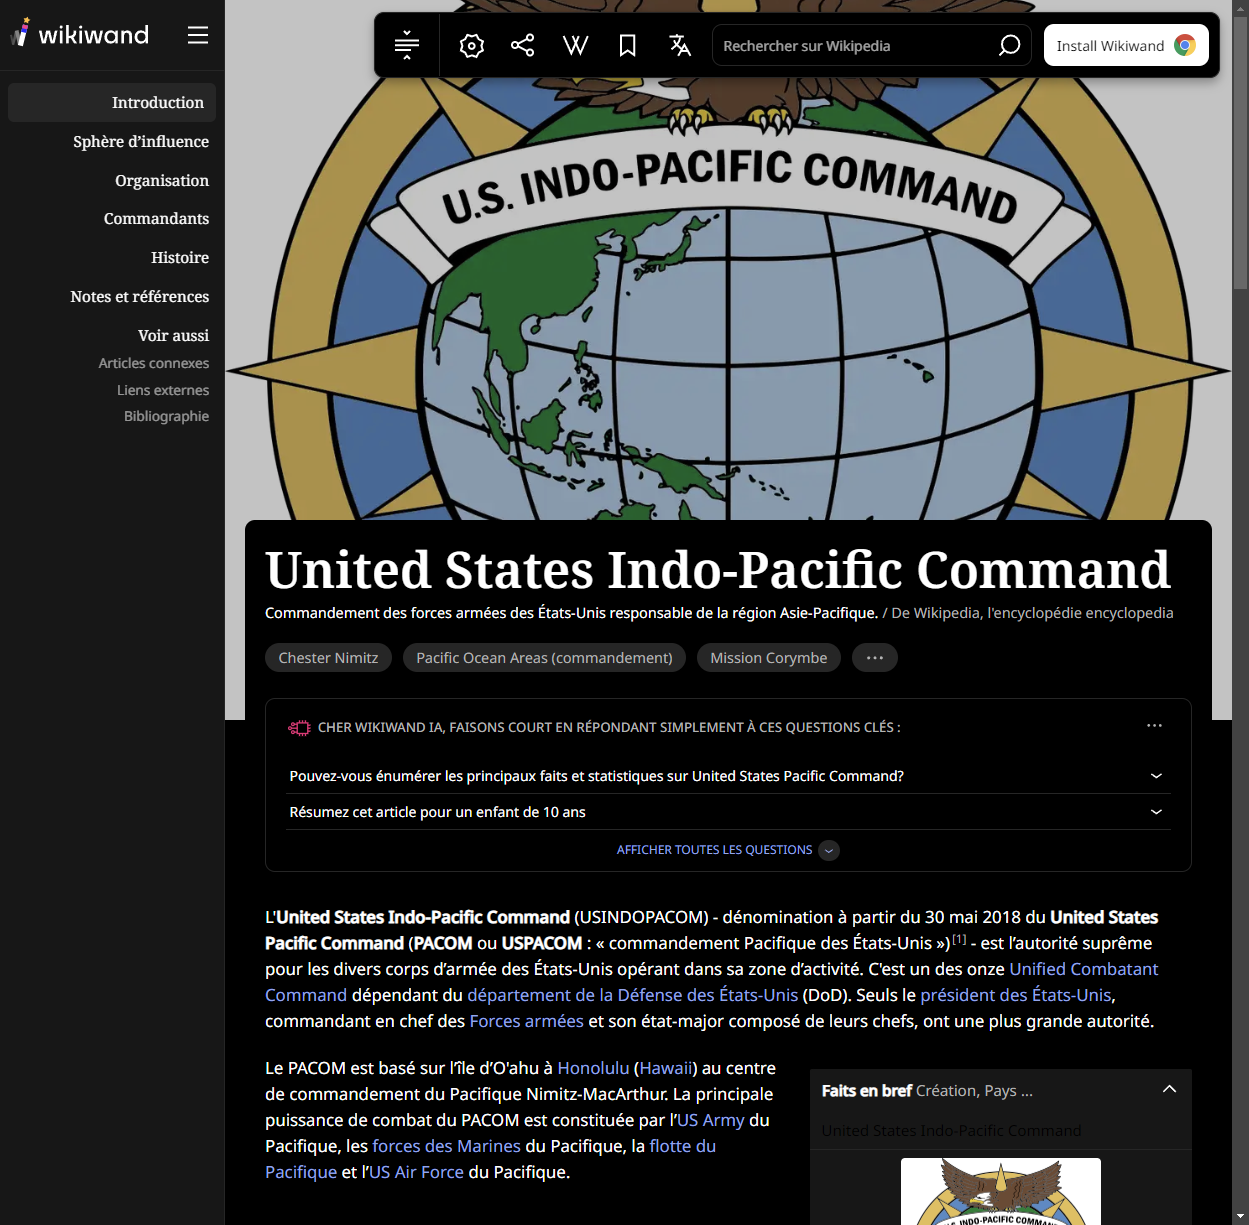 wikiwand
Introduction
Sphère d’influence
Organisation
Commandants
Histoire
Notes et références
Voir aussi
Articles connexes
Liens externes
Bibliographie
Rechercher sur Wikipedia
Install Wikiwand
U.S. INDO-PACIFIC COMMAND
United States Indo-Pacific Command
Commandement des forces armées des États-Unis responsable de la région Asie-Pacifique. / De Wikipedia, l'encyclopédie encyclopedia
Chester Nimitz
Pacific Ocean Areas (commandement)
Mission Corymbe
CHER WIKIWAND IA, FAISONS COURT EN RÉPONDANT SIMPLEMENT À CES QUESTIONS CLÉS :
Pouvez-vous énumérer les principaux faits et statistiques sur United States Pacific Command?
Résumez cet article pour un enfant de 10 ans
AFFICHER TOUTES LES QUESTIONS
L'United States Indo-Pacific Command (USINDOPACOM) - dénomination à partir du 30 mai 2018 du United States
Pacific Command (PACOM ou USPACOM : « commandement Pacifique des États-Unis »)[1] - est l’autorité suprême
pour les divers corps d’armée des États-Unis opérant dans sa zone d’activité. C'est un des onze Unified Combatant
Command dépendant du département de la Défense des États-Unis (DoD). Seuls le président des États-Unis,
commandant en chef des Forces armées et son état-major composé de leurs chefs, ont une plus grande autorité.
Le PACOM est basé sur l’île d’O'ahu à Honolulu (Hawaii) au centre
de commandement du Pacifique Nimitz-MacArthur. La principale
puissance de combat du PACOM est constituée par l’US Army du
Pacifique, les forces des Marines du Pacifique, la flotte du
Pacifique et l’US Air Force du Pacifique.
Faits en bref Création, Pays ...
United States Indo-Pacific Command
U.S. INDO-PACIFIC COMMAND